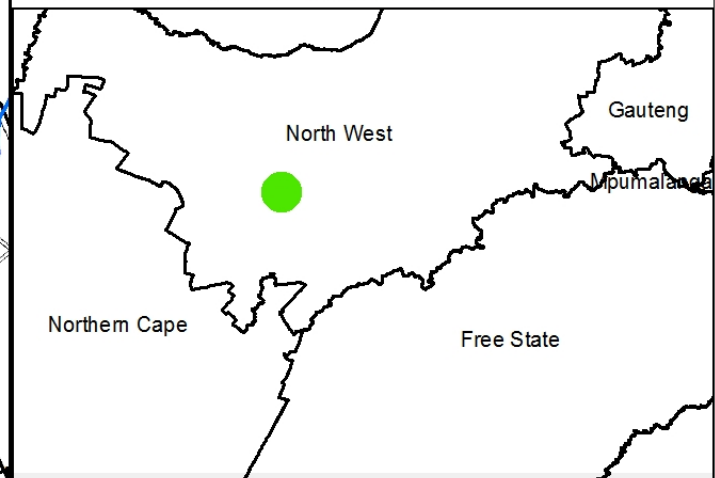 Gauteng
North West
Mpumalanga
Northern Cape
Free State